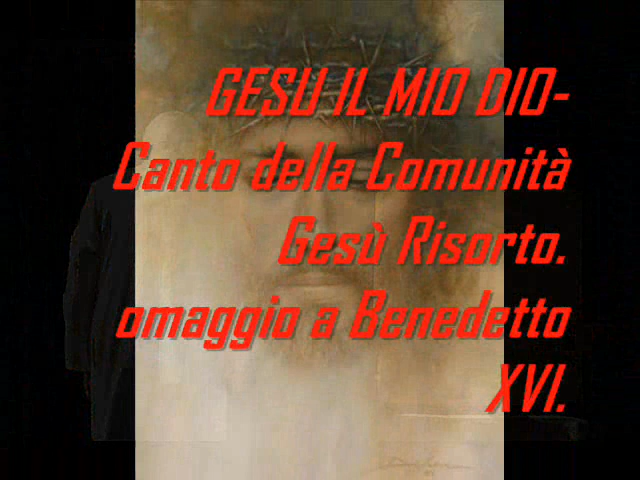 GESU IL MIO DIO-
Canto della Comunità
Gesù Risorto.
omaggio a Benedetto
XVI.